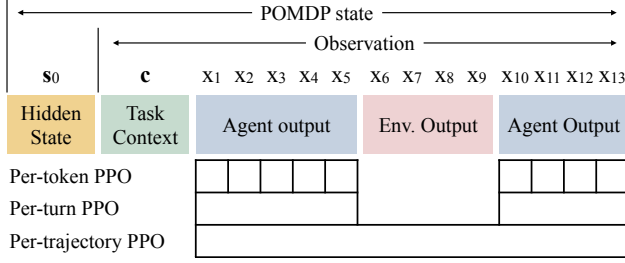 POMDP state
Observation
s0 c x1 x2 x3 x4 x5 x6 x7 x8 x9 x10 x11 x12 x13
Hidden State
Task Context
Agent output
Env. Output
Agent Output
Per-token PPO
Per-turn PPO
Per-trajectory PPO